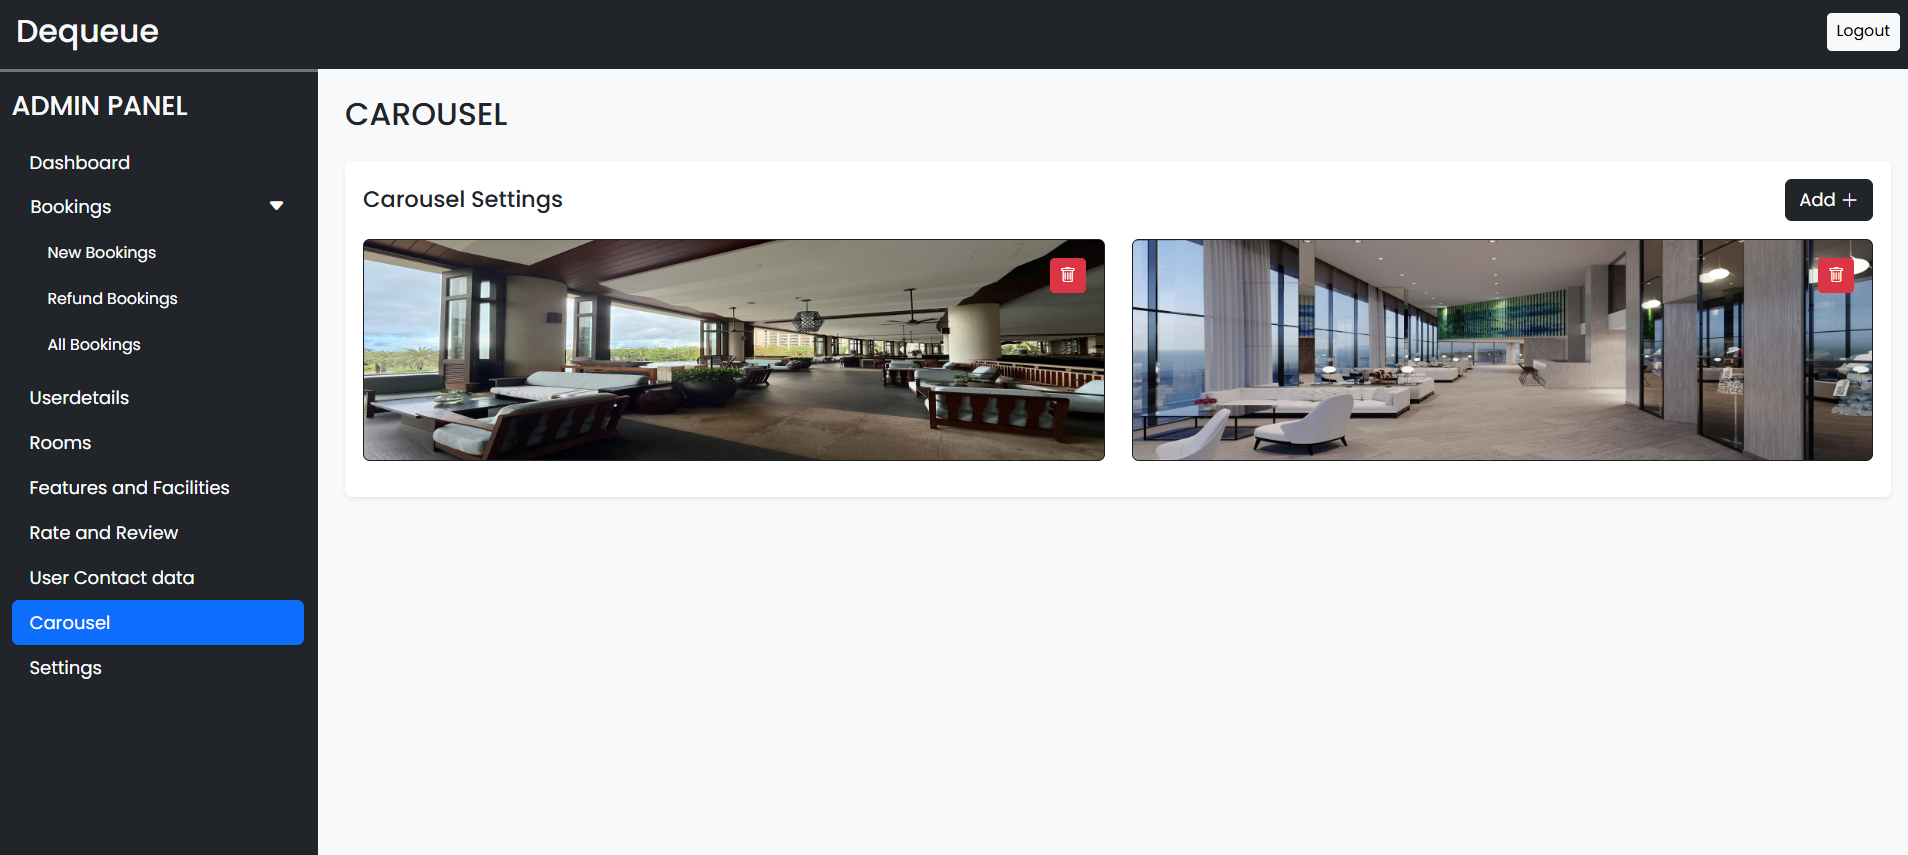 Dequeue
Logout
ADMIN PANEL
Dashboard
Bookings
New Bookings
Refund Bookings
All Bookings
Userdetails
Rooms
Features and Facilities
Rate and Review
User Contact data
Carousel
Settings
CAROUSEL
Carousel Settings
Add +